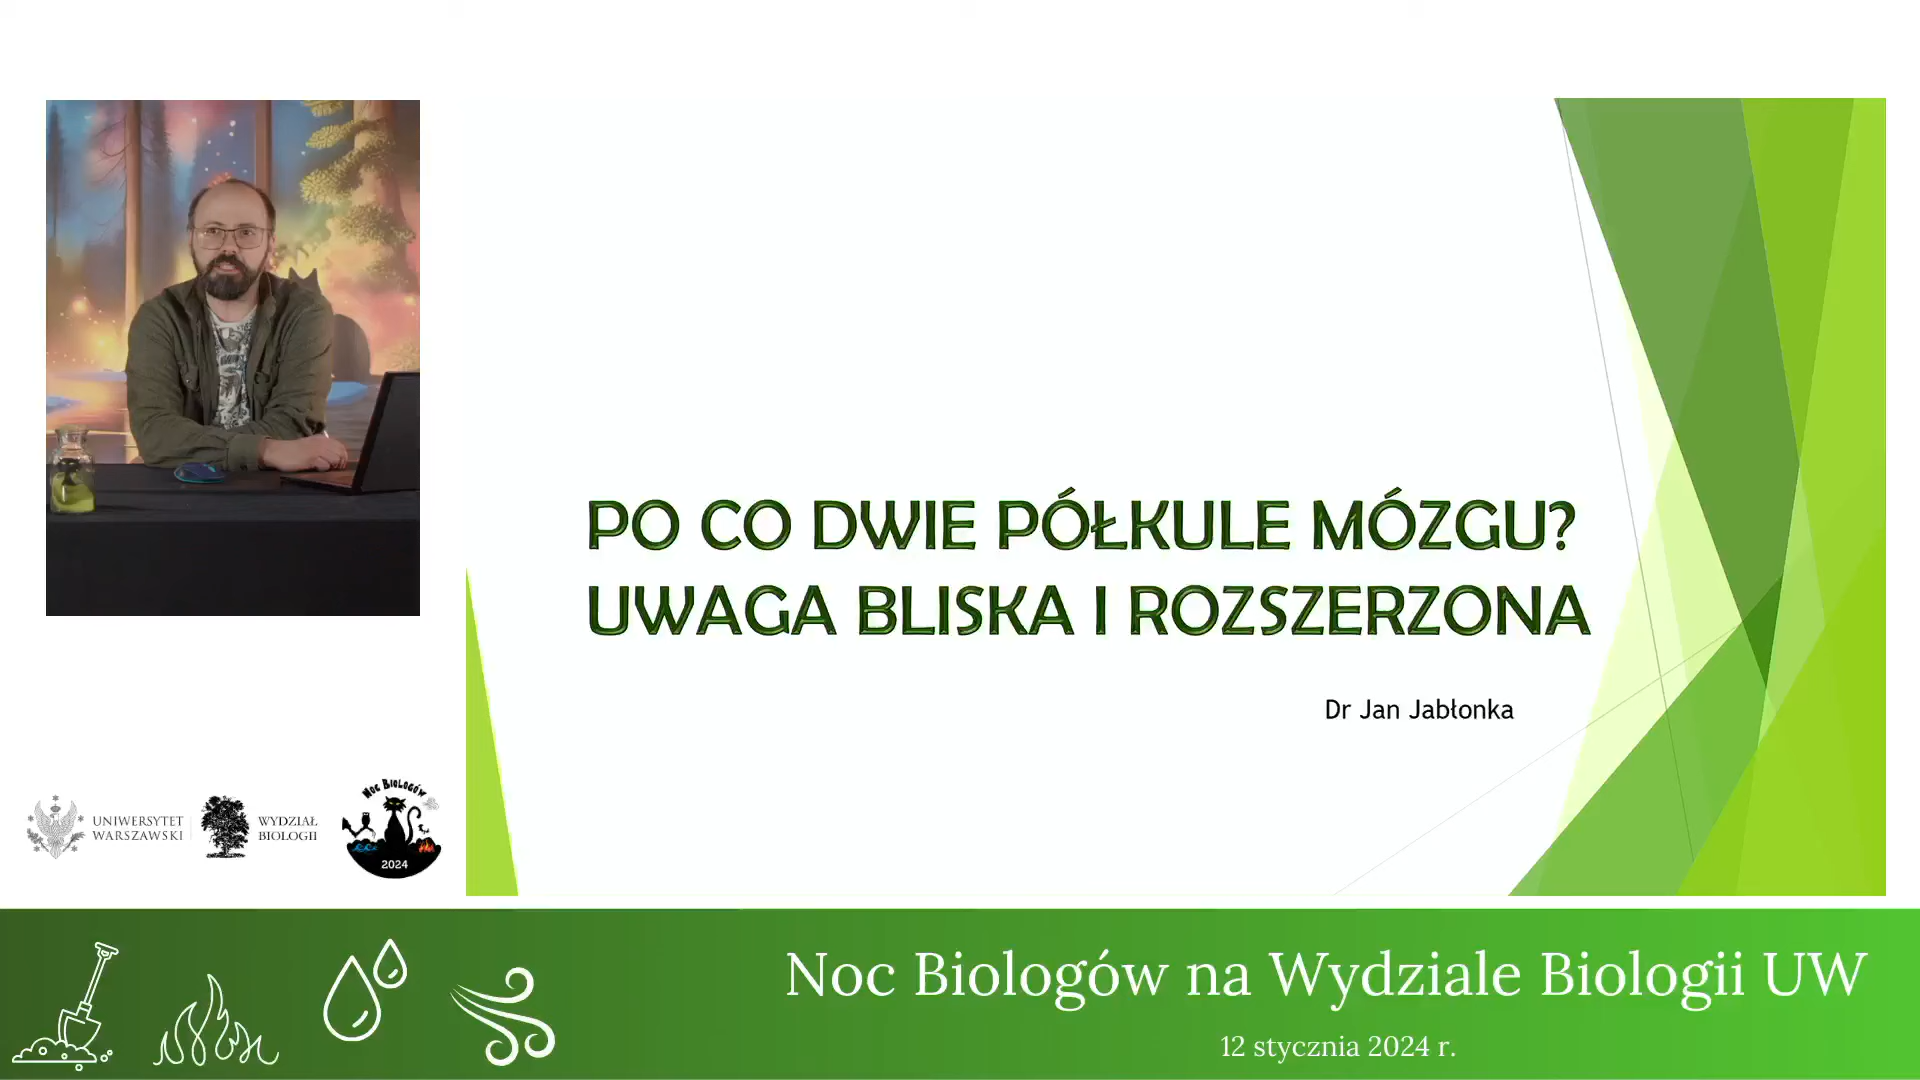 PO CO DWIE PÓŁKULE MÓZGU?
UWAGA BLISKA I ROZSZERZONA
Dr Jan Jabłonka
UNIWERSYTET
WARSZAWSKI
WYDZIAŁ
BIOLOGII
Noc Biologów
2024
Noc Biologów na Wydziale Biologii UW
12 stycznia 2024 r.